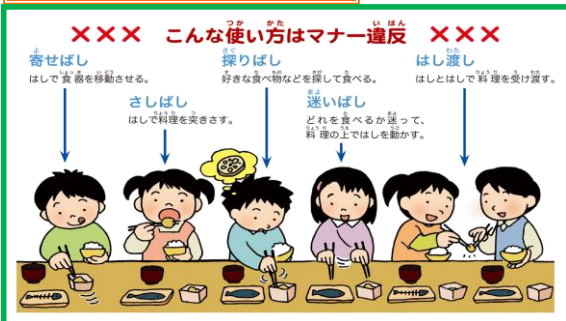 ××× こんな使い方はマナー違反 ×××
寄せばし
はしで食器を移動させる。
さしばし
はしで料理を突きさす。
探りばし
好きな食べ物などを探して食べる。
迷いばし
どれを食べるか迷って、
料理の上ではしを動かす。
はし渡し
はしとはしで料理を受け渡す。